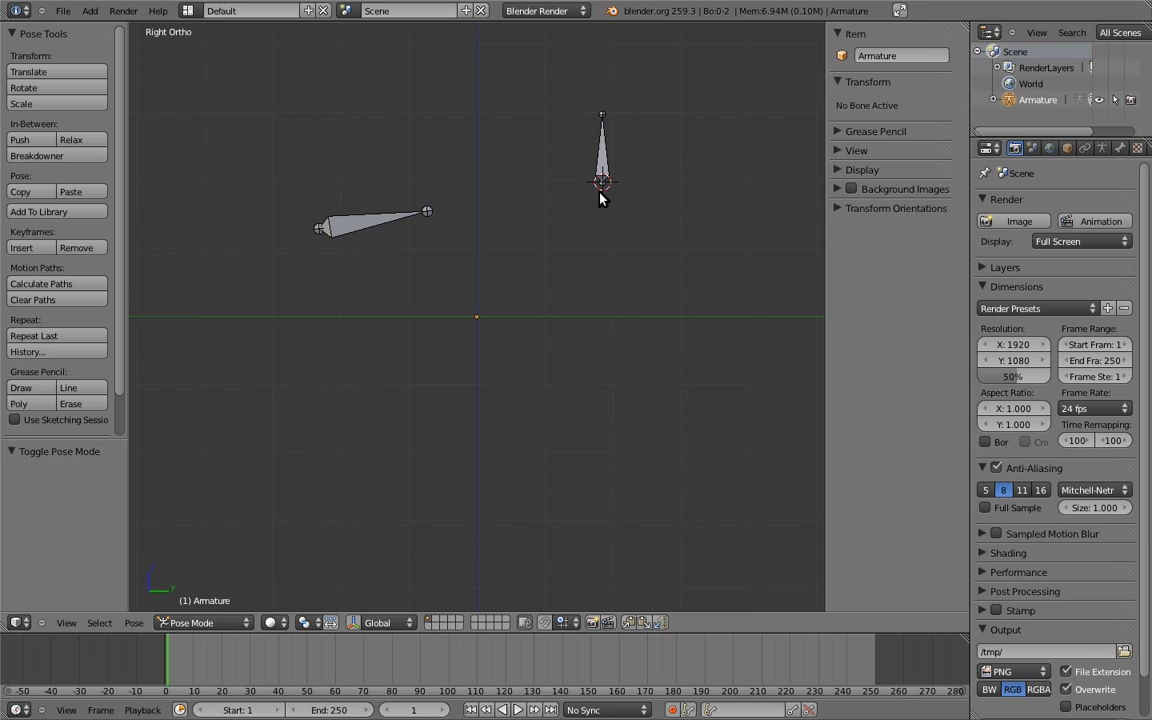 File Add Render Help Default Scene Blender Render blender.org 259.3 | Bo:0-2 | Mem:6.94M (0.10M) | Armature
Pose Tools
Transform:
Translate
Rotate
Scale
In-Between:
Push Relax
Breakdowner
Pose:
Copy Paste
Add To Library
Keyframes:
Insert Remove
Motion Paths:
Calculate Paths
Clear Paths
Repeat:
Repeat Last
History...
Grease Pencil:
Draw Line
Poly Erase
Use Sketching Sessio
Toggle Pose Mode
Right Ortho
y
(1) Armature
Item
Armature
Transform
No Bone Active
Grease Pencil
View
Display
Background Images
Transform Orientations
View Search All Scenes
Scene
RenderLayers
World
Armature
Scene
Render
Image Animation
Display: Full Screen
Layers
Dimensions
Render Presets
Resolution: Frame Range:
X: 1920 Start Fram: 1
Y: 1080 End Fra: 250
50% Frame Ste: 1
Aspect Ratio: Frame Rate:
X: 1.000 24 fps
Y: 1.000 Time Remapping:
Bor Cro 100 100
Anti-Aliasing
5 8 11 16 Mitchell-Netr
Full Sample Size: 1.000
Sampled Motion Blur
Shading
Performance
Post Processing
Stamp
Output
/tmp/
PNG File Extension
BW RGB RGBA Overwrite
Placeholders
View Select Pose Pose Mode Global
-50 -40 -30 -20 -10 0 10 20 30 40 50 60 70 80 90 100 110 120 130 140 150 160 170 180 190 200 210 220 230 240 250 260 270 280
View Frame Playback Start: 1 End: 250 1 No Sync